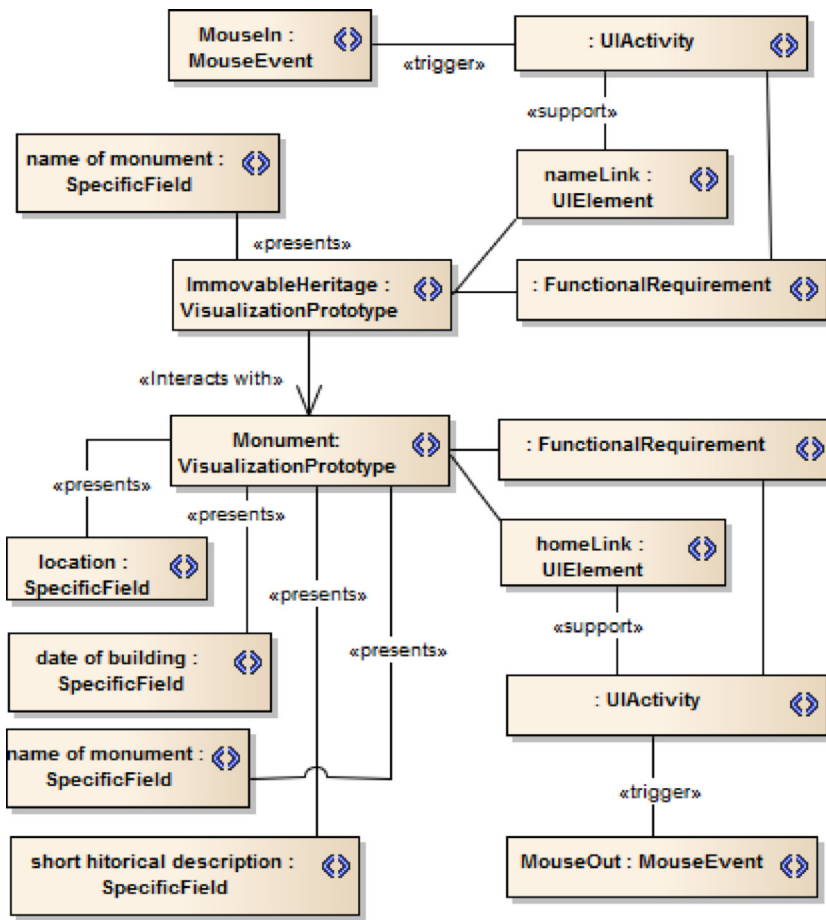 MouseIn :
MouseEvent
«trigger»
: UIActivity
«support»
name of monument :
SpecificField
nameLink :
UIElement
«presents»
ImmovableHeritage :
VisualizationPrototype
: FunctionalRequirement
«Interacts with»
Monument:
VisualizationPrototype
: FunctionalRequirement
«presents»
«presents»
homeLink :
UIElement
location :
SpecificField
«presents»
«support»
date of building :
SpecificField
«presents»
: UIActivity
name of monument :
SpecificField
«trigger»
short hitorical description :
SpecificField
MouseOut : MouseEvent